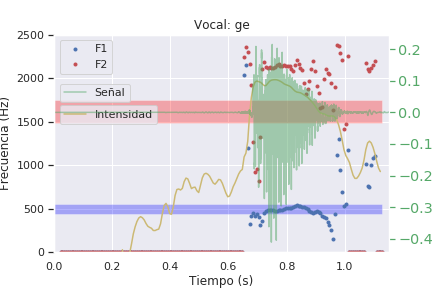 Vocal: ge
Frecuencia (Hz)
2500
2000
1500
1000
500
0
F1
F2
Señal
Intensidad
0.2
0.1
0.0
−0.1
−0.2
−0.3
−0.4
0.0 0.2 0.4 0.6 0.8 1.0
Tiempo (s)